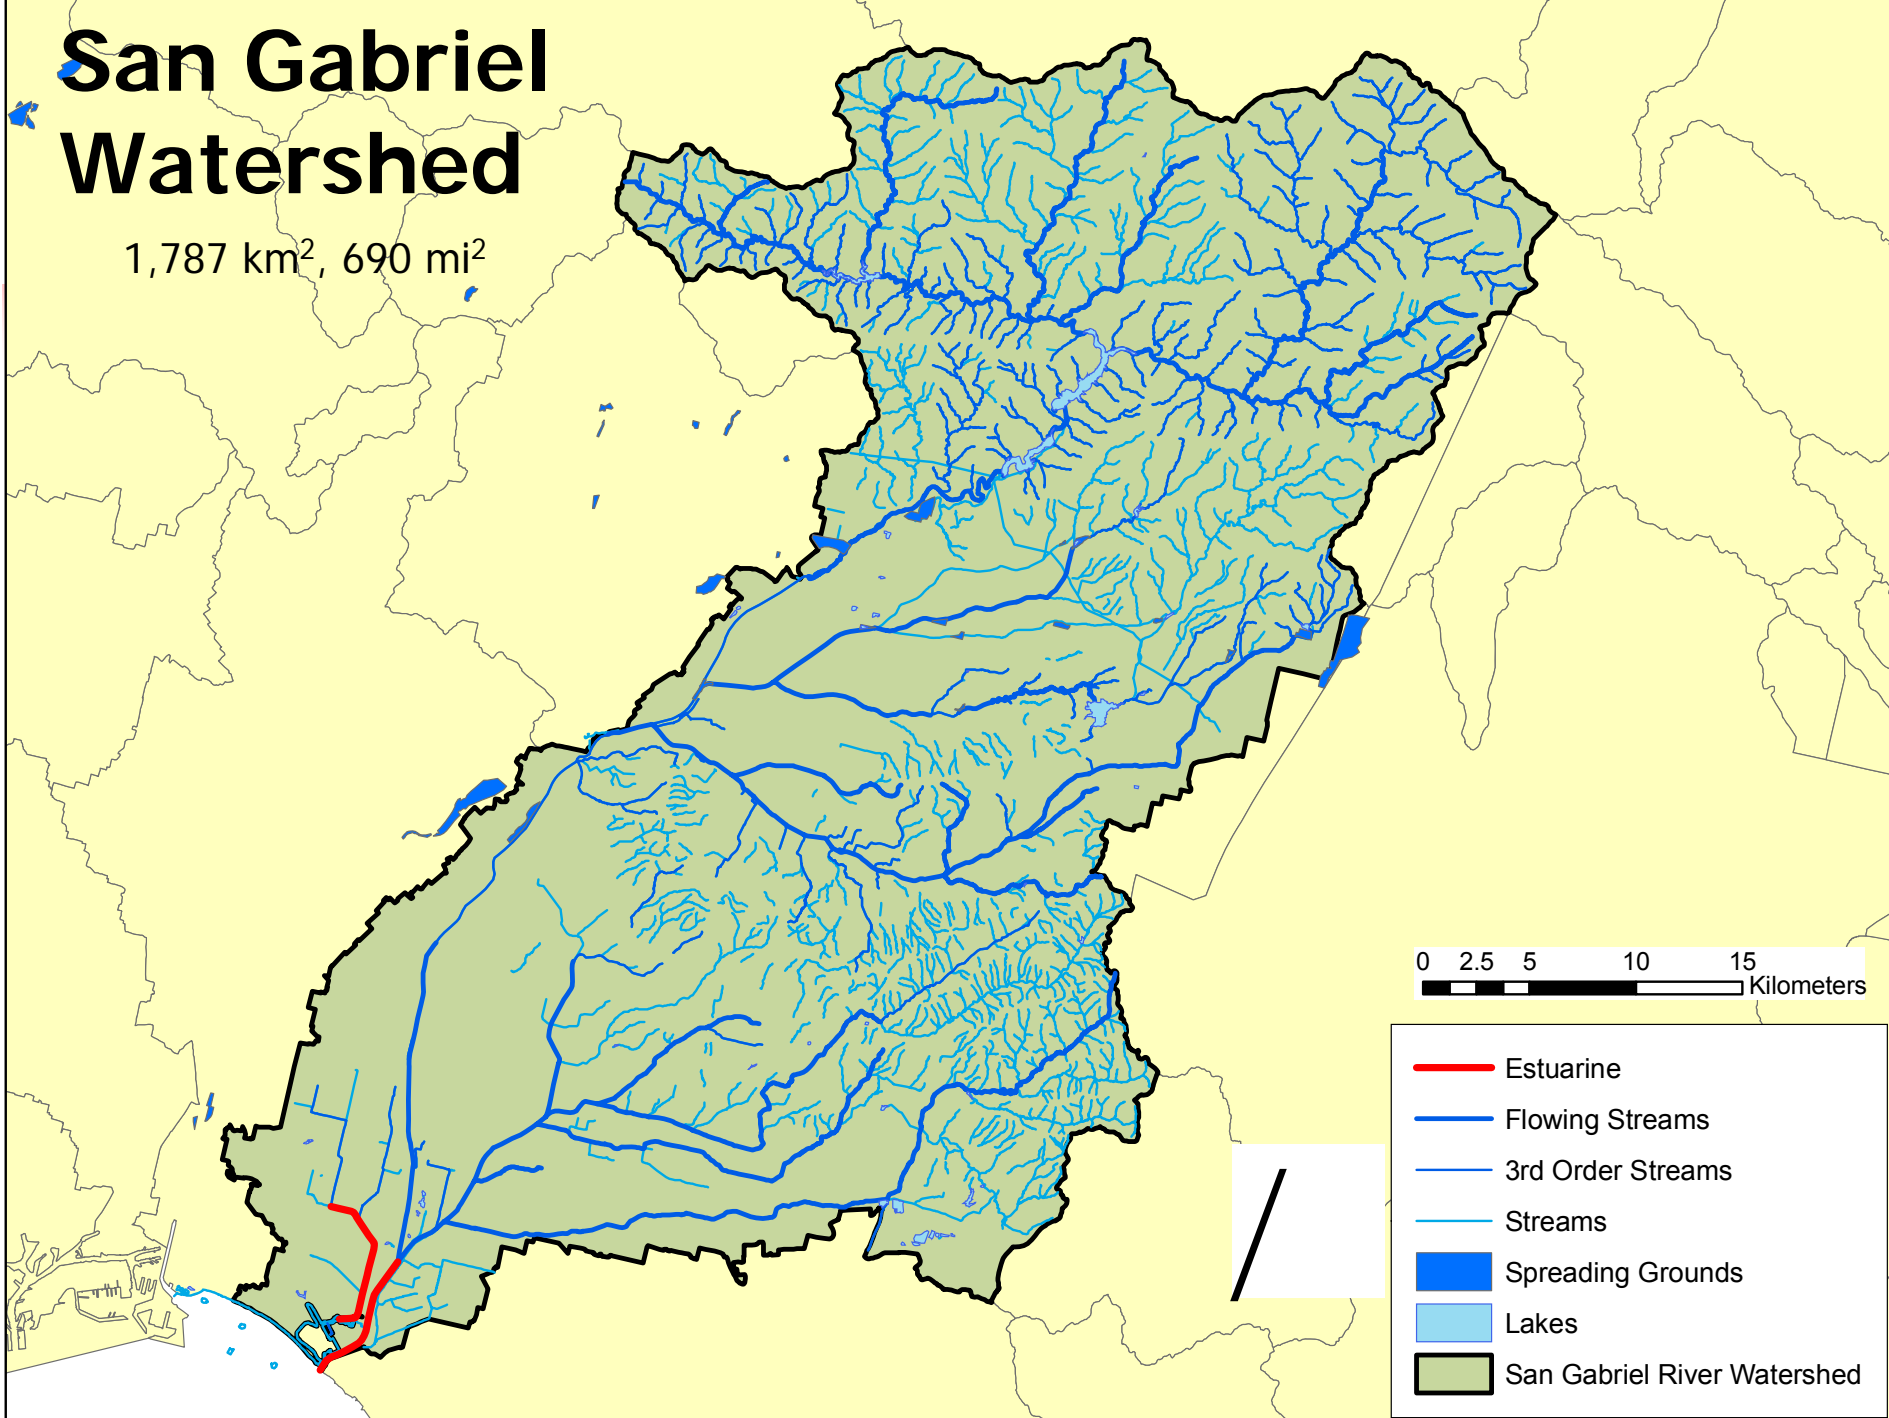 San Gabriel
Watershed
1,787 km², 690 mi²
0 2.5 5 10 15
Kilometers
Estuarine
Flowing Streams
3rd Order Streams
Streams
Spreading Grounds
Lakes
San Gabriel River Watershed